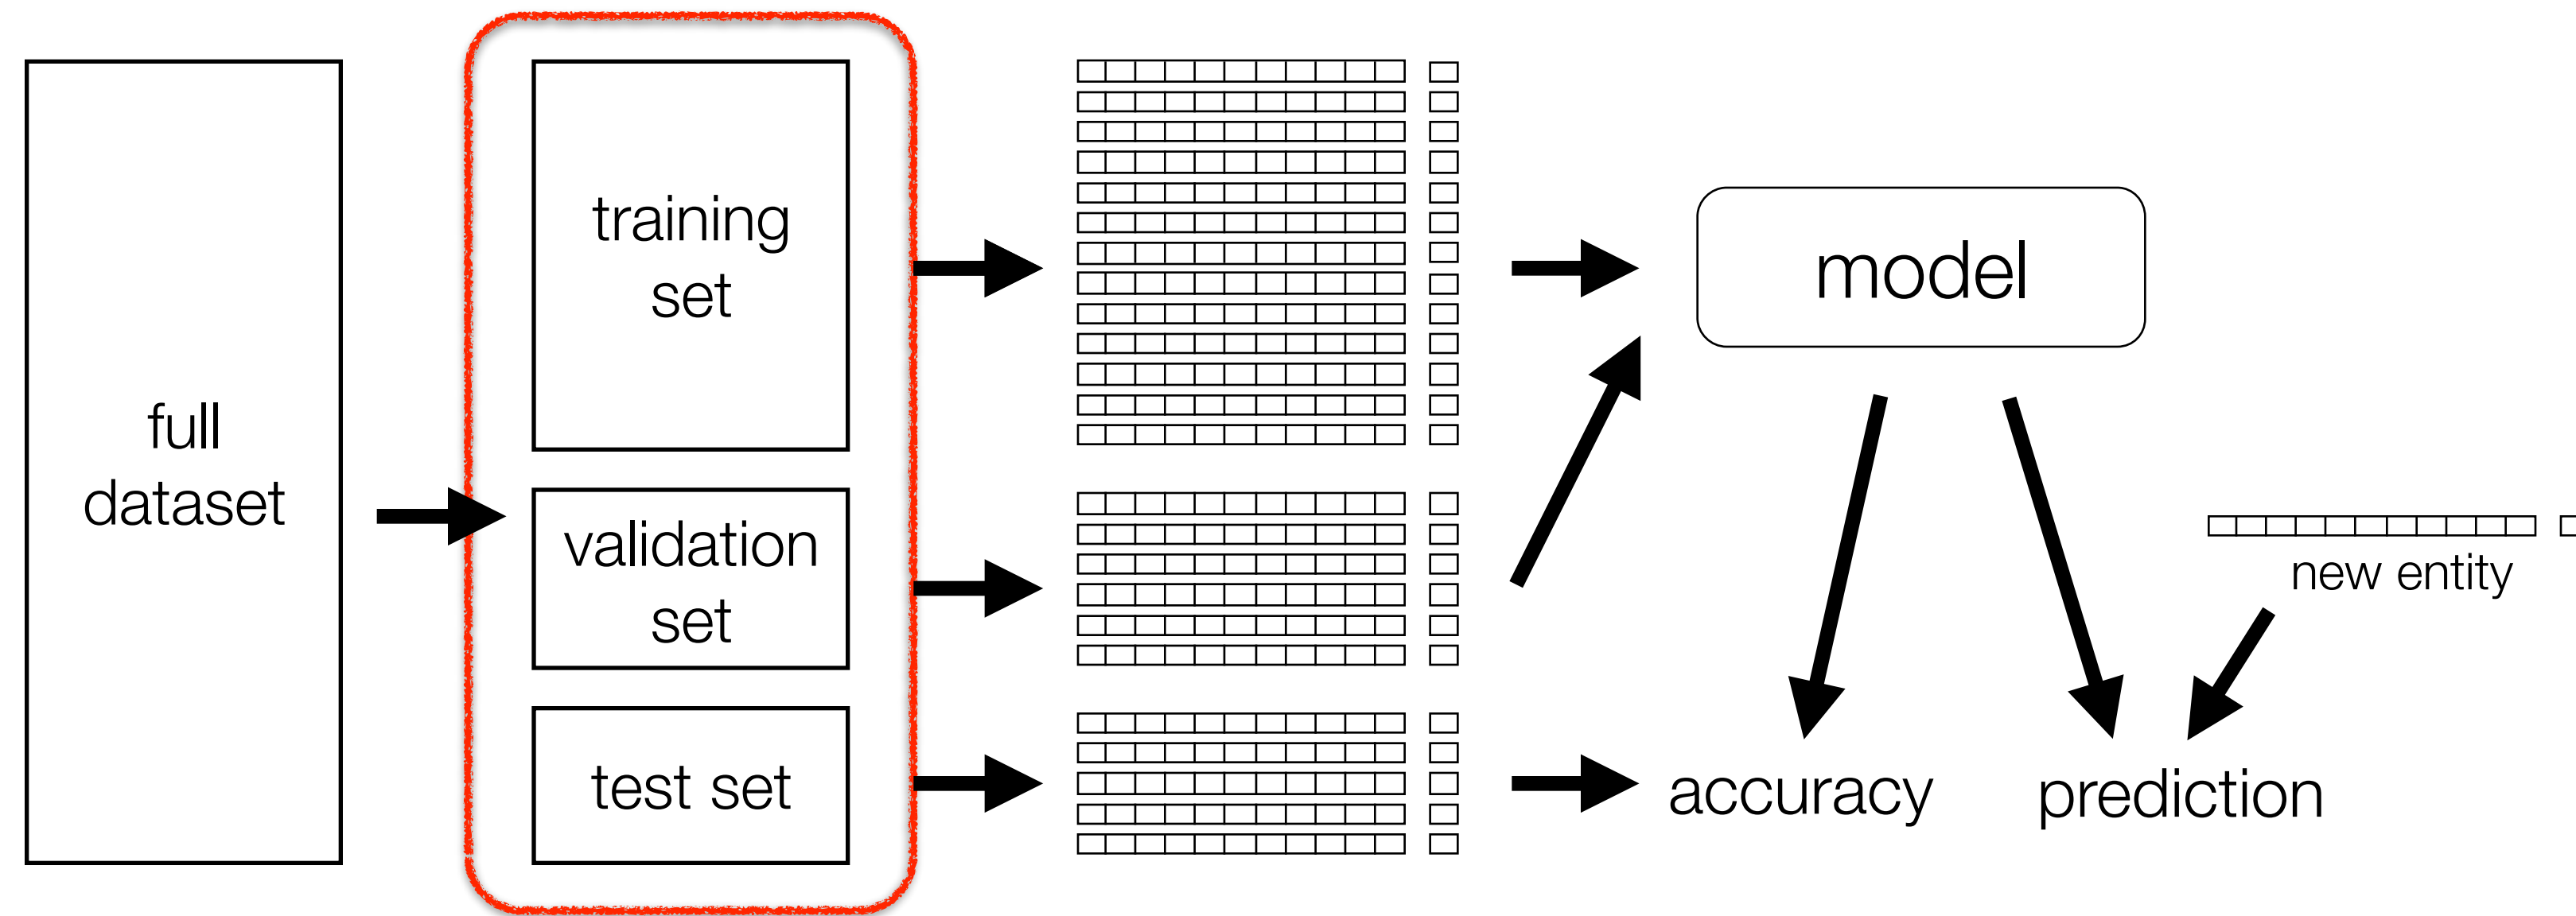 full
dataset
training
set
validation
set
test set
model
new entity
accuracy
prediction